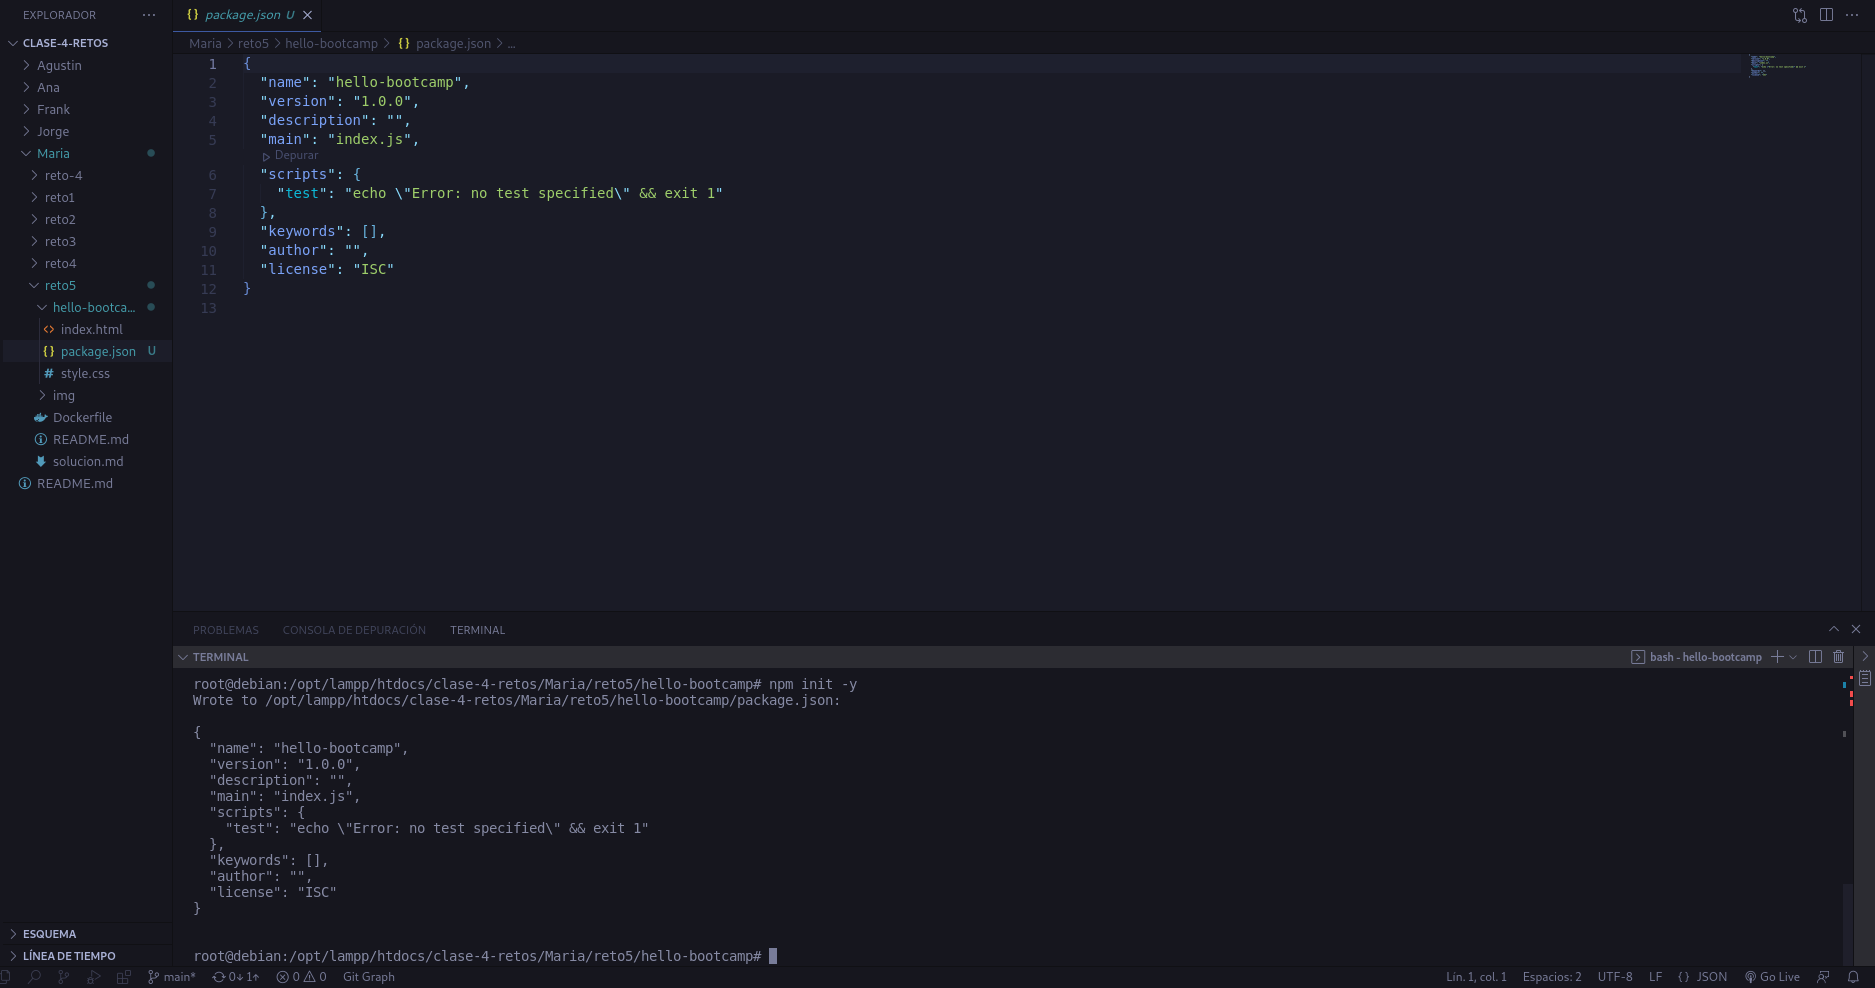 EXPLORADOR
CLASE-4-RETOS
Agustin
Ana
Frank
Jorge
Maria
reto-4
reto1
reto2
reto3
reto4
reto5
hello-bootca...
index.html
package.json U
style.css
img
Dockerfile
README.md
solucion.md
README.md
ESQUEMA
LÍNEA DE TIEMPO
package.json U
Maria > reto5 > hello-bootcamp > {} package.json > ...
1 {
2 "name": "hello-bootcamp",
3 "version": "1.0.0",
4 "description": "",
5 "main": "index.js",
Depurar
6 "scripts": {
7 "test": "echo \"Error: no test specified\" && exit 1"
8 },
9 "keywords": [],
10 "author": "",
11 "license": "ISC"
12 }
13
PROBLEMAS CONSOLA DE DEPURACIÓN TERMINAL
TERMINAL
bash - hello-bootcamp
root@debian:/opt/lampp/htdocs/clase-4-retos/Maria/reto5/hello-bootcamp# npm init -y
Wrote to /opt/lampp/htdocs/clase-4-retos/Maria/reto5/hello-bootcamp/package.json:
{
"name": "hello-bootcamp",
"version": "1.0.0",
"description": "",
"main": "index.js",
"scripts": {
"test": "echo \"Error: no test specified\" && exit 1"
},
"keywords": [],
"author": "",
"license": "ISC"
}
root@debian:/opt/lampp/htdocs/clase-4-retos/Maria/reto5/hello-bootcamp#
main* 0↓ 1↑ 0 0 Git Graph
Lín. 1, col. 1 Espacios: 2 UTF-8 LF {} JSON Go Live